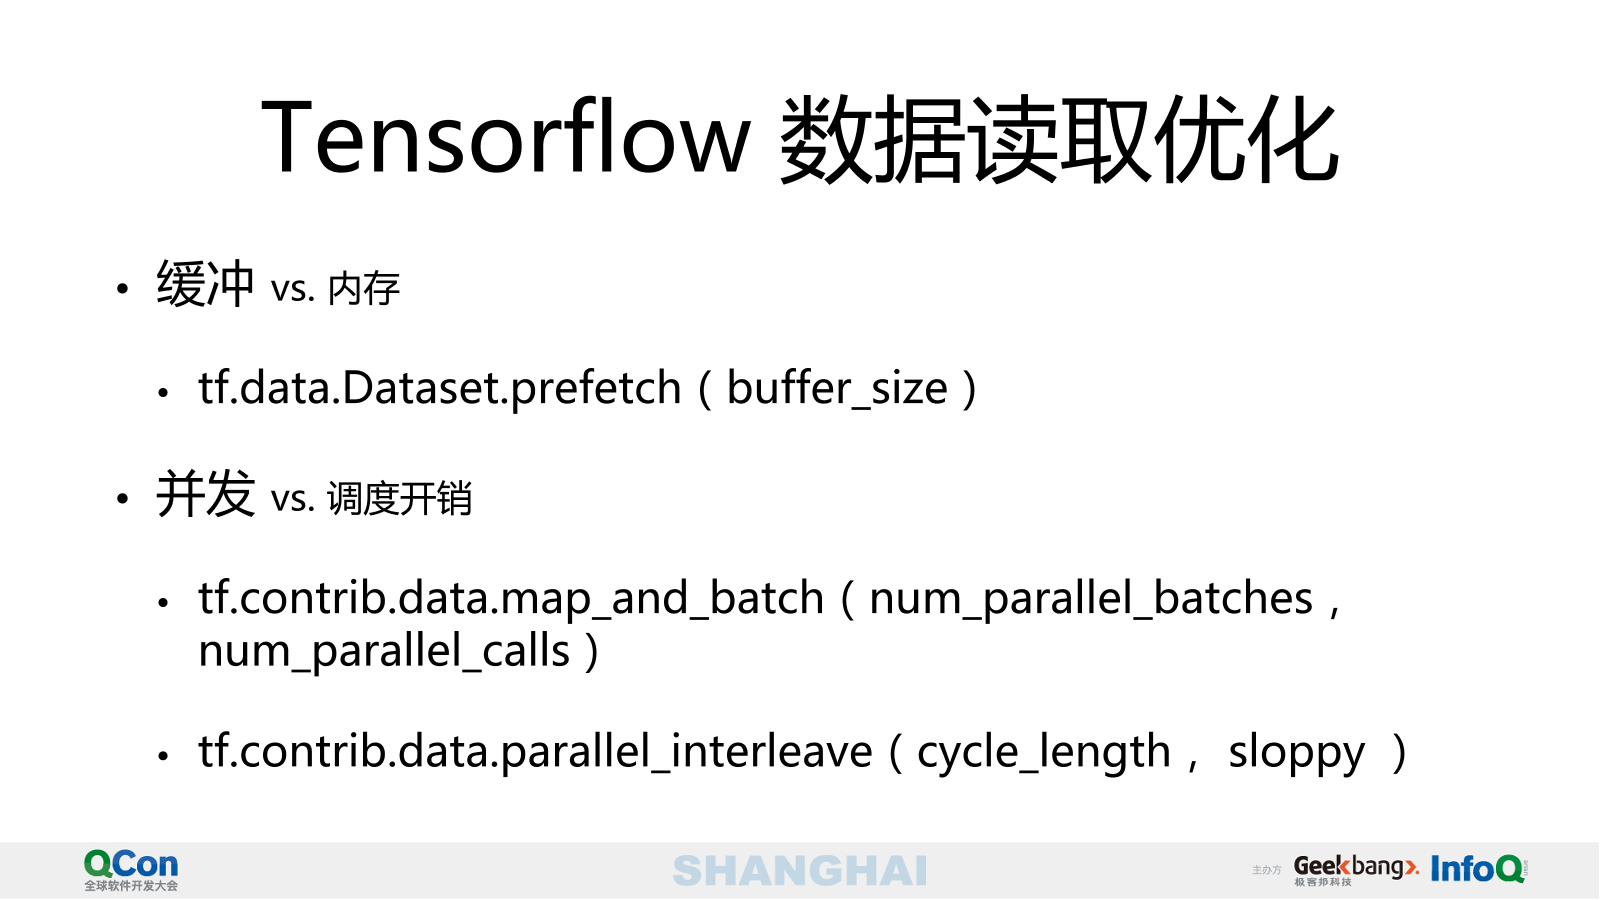 Tensorflow 数据读取优化
• 缓冲 vs. 内存
• tf.data.Dataset.prefetch（buffer_size）
• 并发 vs. 调度开销
• tf.contrib.data.map_and_batch（num_parallel_batches，
num_parallel_calls）
• tf.contrib.data.parallel_interleave（cycle_length， sloppy ）
QCon
全球软件开发大会
SHANGHAI
主办方
Geekbang>.
极客邦科技
InfoQ